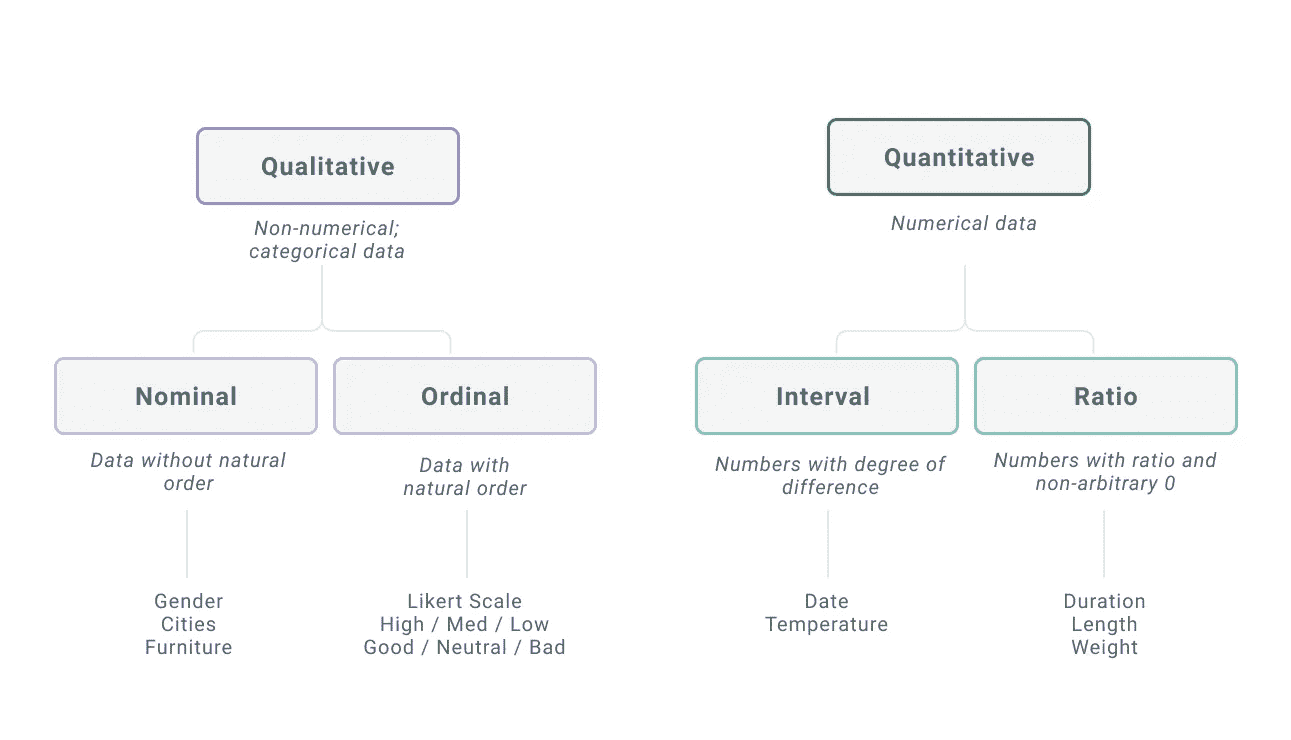 Qualitative
Non-numerical;
categorical data
Nominal
Data without natural
order
Gender
Cities
Furniture
Ordinal
Data with
natural order
Likert Scale
High / Med / Low
Good / Neutral / Bad
Quantitative
Numerical data
Interval
Numbers with degree of
difference
Date
Temperature
Ratio
Numbers with ratio and
non-arbitrary 0
Duration
Length
Weight